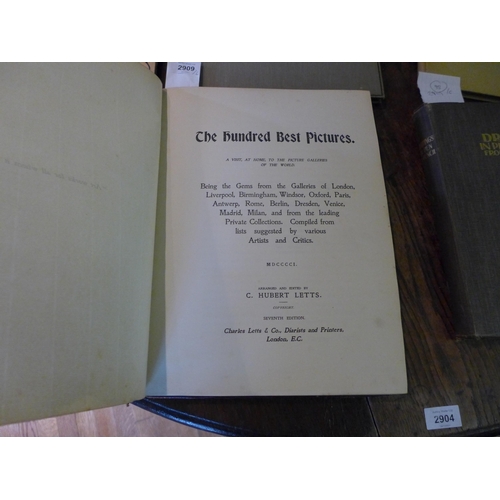 2909
The Hundred Best Pictures.
A VISIT, AT HOME, TO THE PICTURE GALLERIES
OF THE WORLD.
Being the Gems from the Galleries of London,
Liverpool, Birmingham, Windsor, Oxford, Paris,
Antwerp, Rome, Berlin, Dresden, Venice,
Madrid, Milan, and from the leading
Private Collections. Compiled from
lists suggested by various
Artists and Critics.
MDCCCCI.
ARRANGED AND EDITED BY
C. HUBERT LETTS.
SEVENTH EDITION.
Charles Letts & Co., Diarists and Printers.
London, E.C.
2904